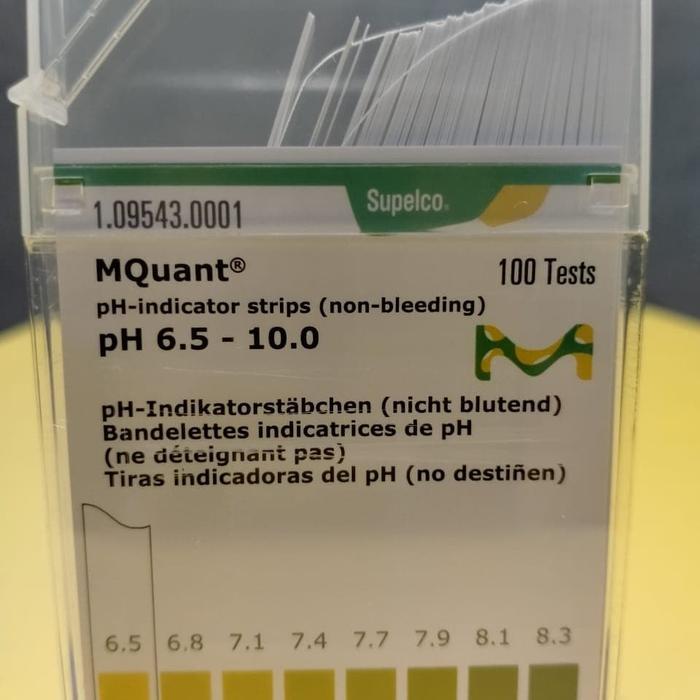 1.09543.0001
Supelco.
MQuant®
100 Tests
pH-indicator strips (non-bleeding)
pH 6.5 - 10.0
pH-Indikatorstäbchen (nicht blutend)
Bandelettes indicatrices de pH
(ne déteignant pas)
Tiras indicadoras del pH (no destiñen)
6.5 6.8 7.1 7.4 7.7 7.9 8.1 8.3